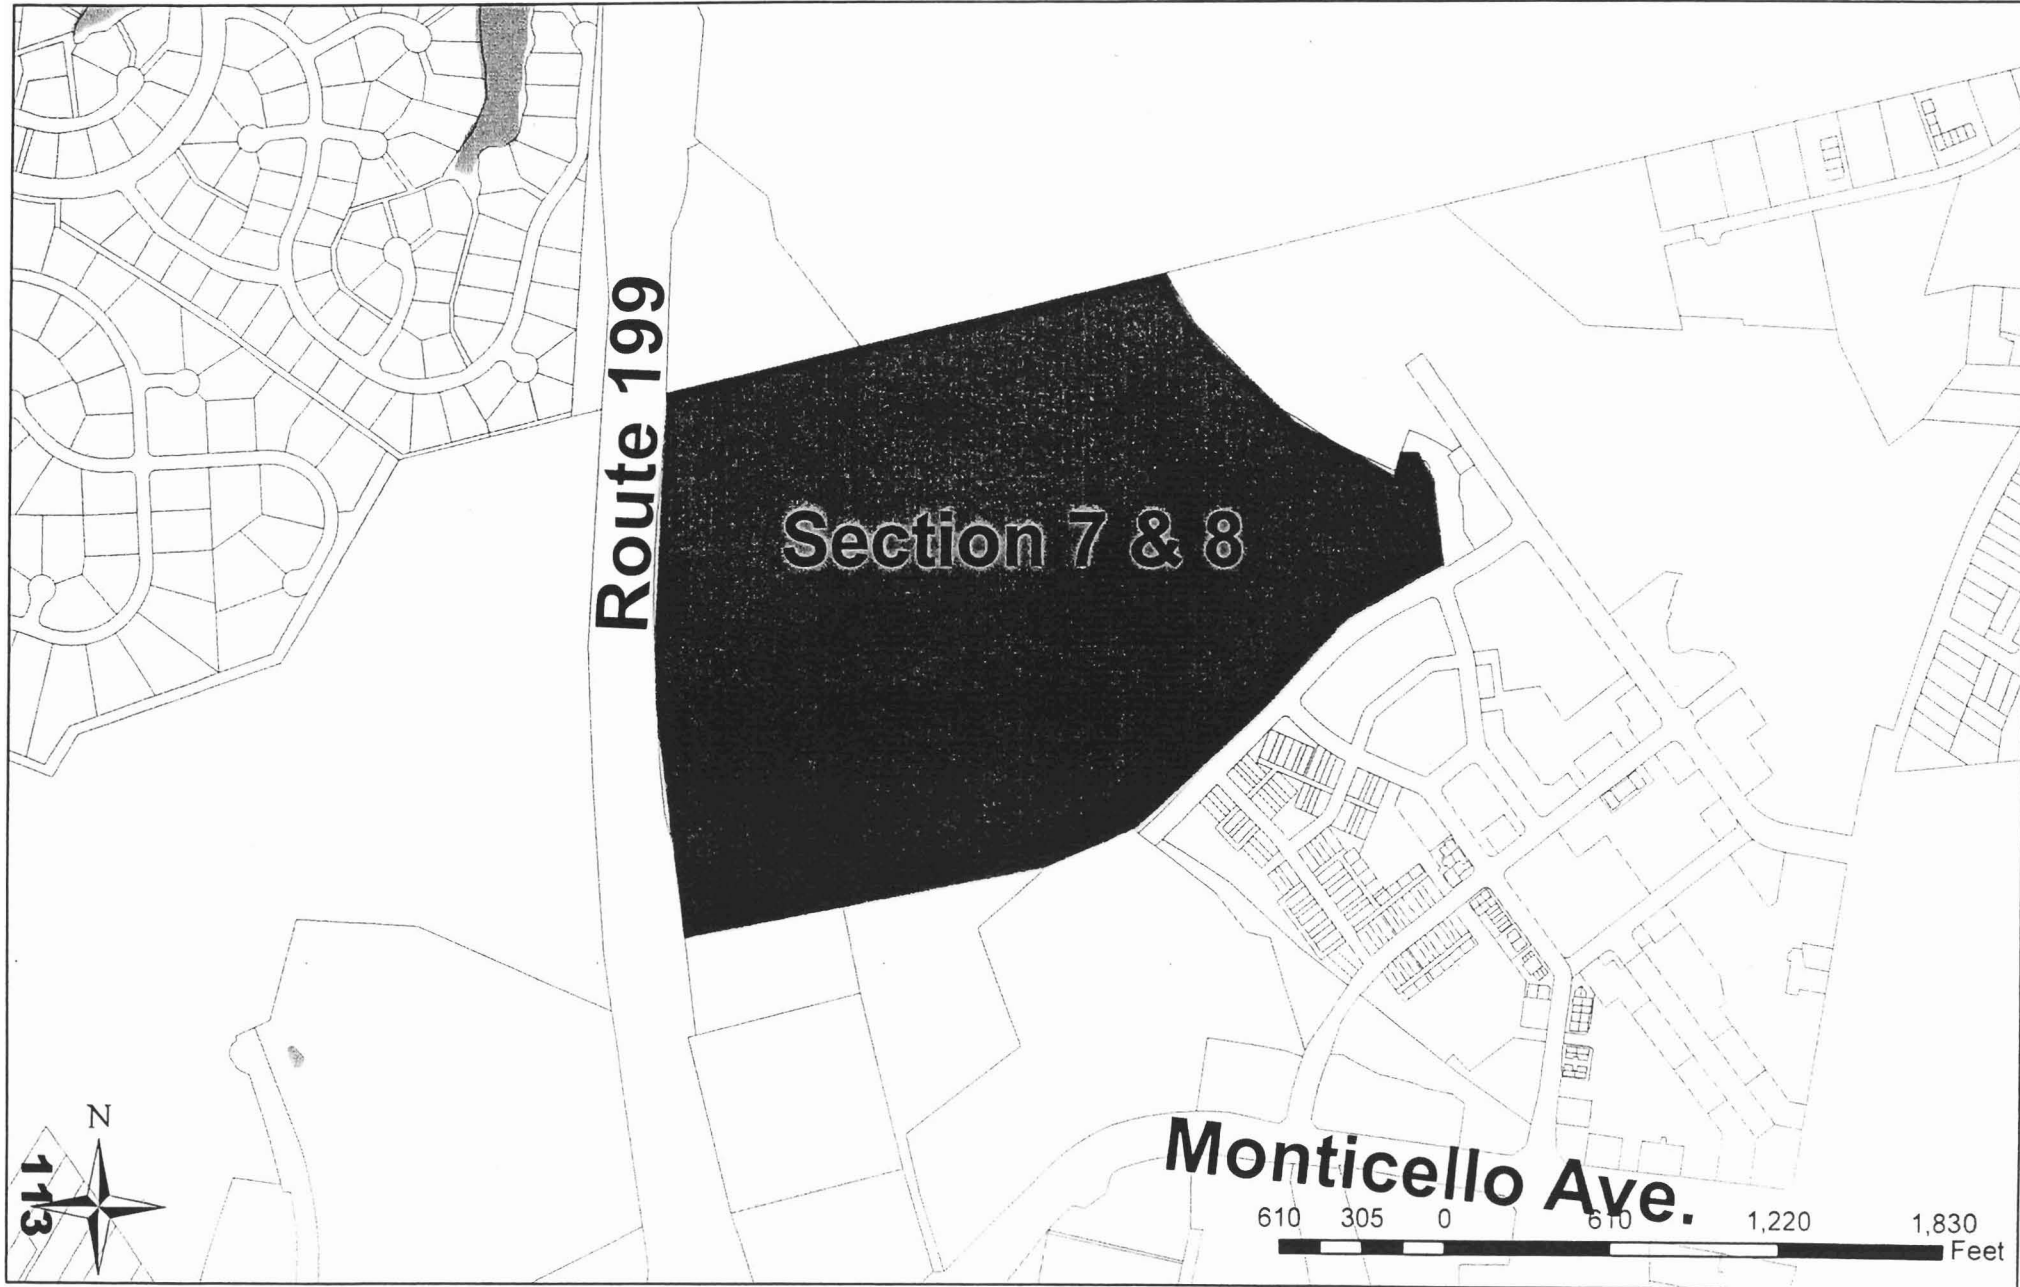 Route 199
Section 7 & 8
Monticello Ave.
N
113
610 305 0 610 1,220 1,830
Feet